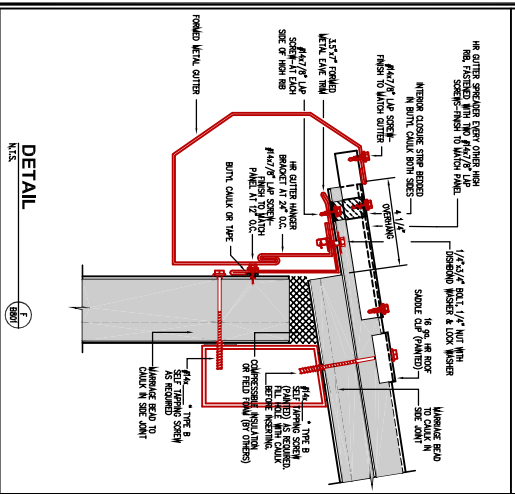 HR GUTTER SPREADER EVERY OTHER HIGH
RIB, FASTENED WITH TWO #14x7/8" LAP
SCREWS-FINISH TO MATCH PANEL
INTERIOR CLOSURE STRIP BEDDED
IN BUTYL CAULK BOTH SIDES
#14x7/8" LAP SCREW-
FINISH TO MATCH GUTTER
3.5"x7" FORMED
METAL EAVE TRIM
#14x7/8" LAP
SCREW-AT EACH
SIDE OF HIGH RIB
FORMED METAL GUTTER
4 1/4"
OVERHANG
1/4"x3/4" BOLT, 1/4" NUT WITH
DISHBOND WASHER & LOCK WASHER
16 ga. HR ROOF
SADDLE CLIP (PAINTED)
MARRIAGE BEAD
TO CAULK IN
SIDE JOINT
HR GUTTER HANGER
BRACKET AT 24" O.C.
#14x7/8" LAP SCREW-
FINISH TO MATCH
PANEL AT 12" O.C.
BUTYL CAULK OR TAPE
#14x____" TYPE B
SELF TAPPING SCREW
(PAINTED) AS REQUIRED.
FILL HOLE WITH CAULK
BEFORE INSERTING.
COMPRESSIBLE INSULATION
OR FIELD FOAM (BY OTHERS)
#14x____" TYPE B
SELF TAPPING SCREW
AS REQUIRED
MARRIAGE BEAD TO
CAULK IN SIDE JOINT
DETAIL
N.T.S.
F
BB01